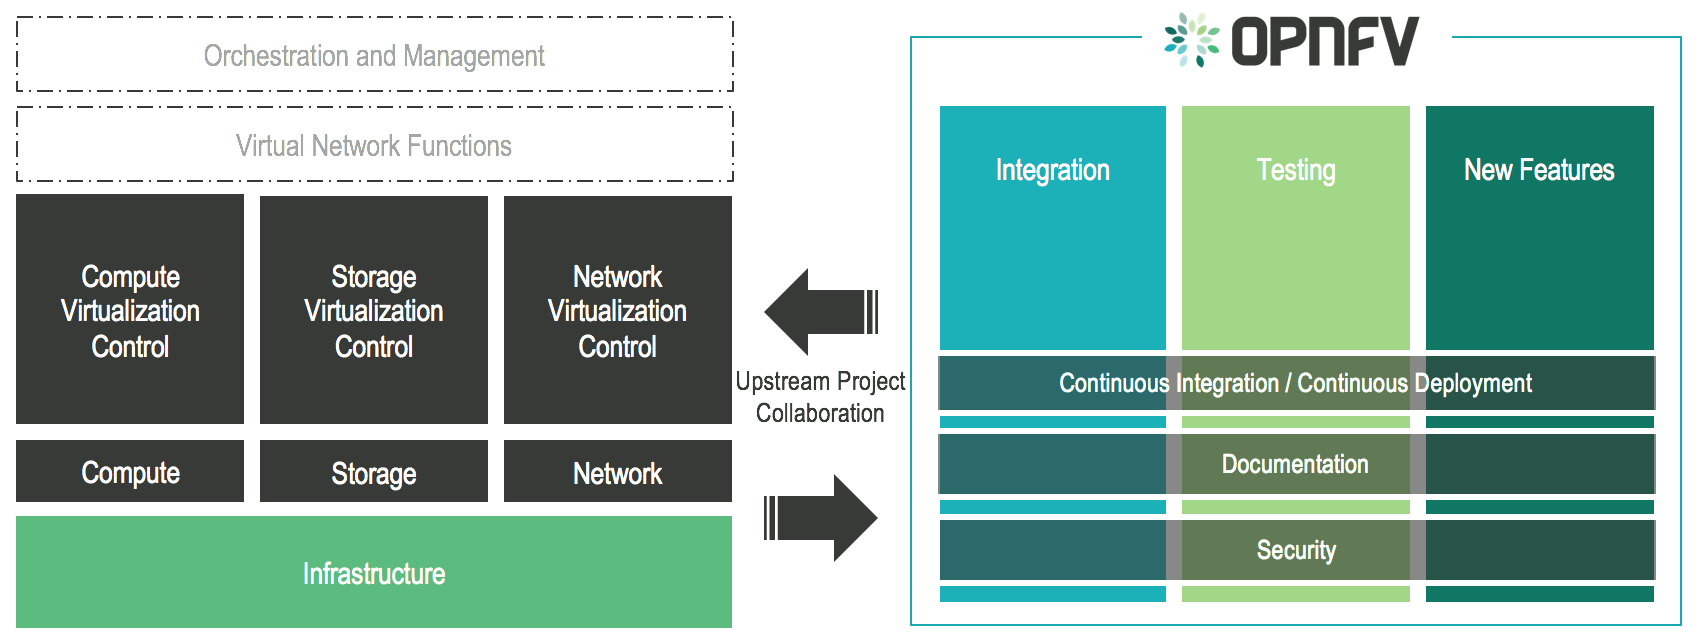 Orchestration and Management
Virtual Network Functions
Compute
Virtualization
Control
Storage
Virtualization
Control
Network
Virtualization
Control
Compute
Storage
Network
Infrastructure
Upstream Project
Collaboration
OPNFV
Integration
Testing
New Features
Continuous Integration / Continuous Deployment
Documentation
Security